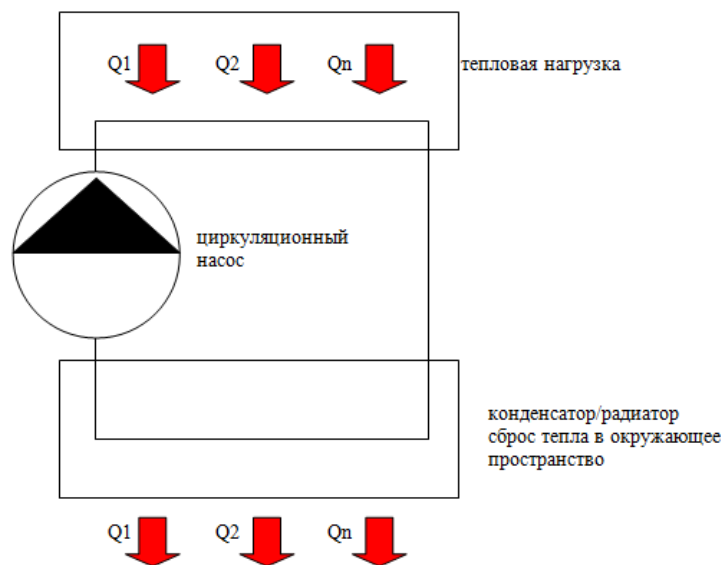 Q1 Q2 Qn тепловая нагрузка
циркуляционный
насос
конденсатор/радиатор
сброс тепла в окружающее
пространство
Q1 Q2 Qn